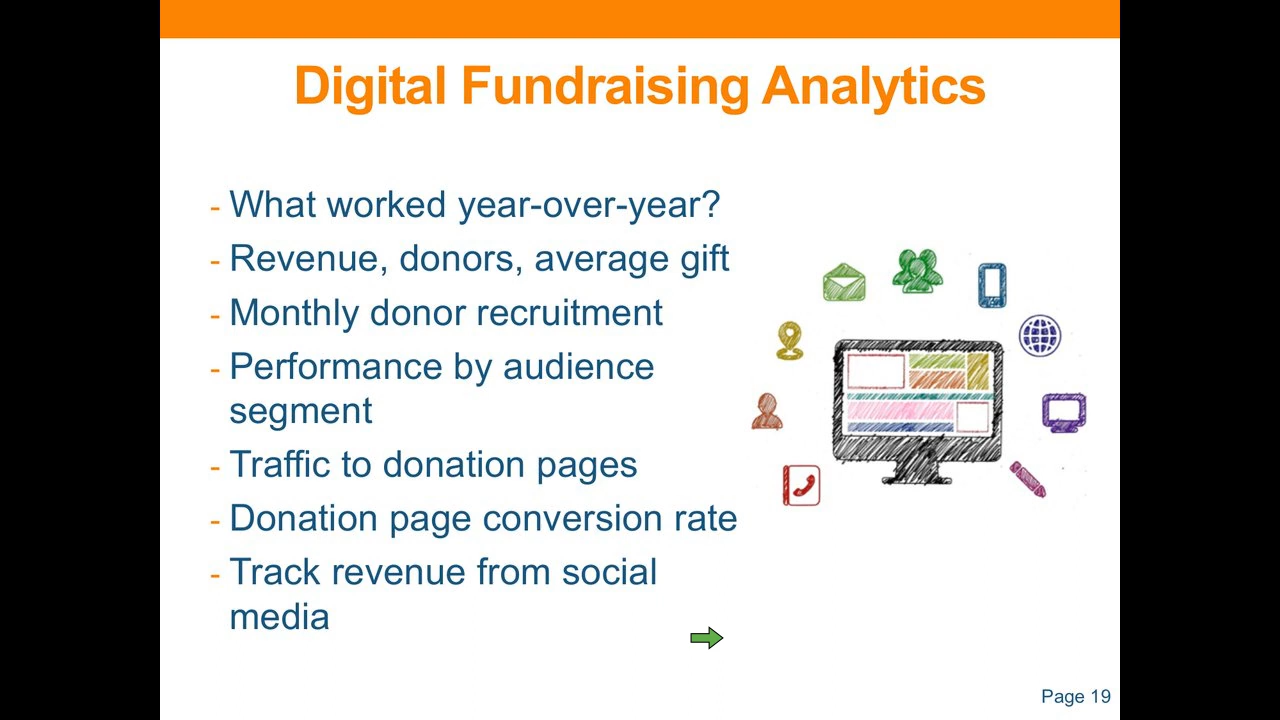 Digital Fundraising Analytics
- What worked year-over-year?
- Revenue, donors, average gift
- Monthly donor recruitment
- Performance by audience
segment
- Traffic to donation pages
- Donation page conversion rate
- Track revenue from social
media
Page 19